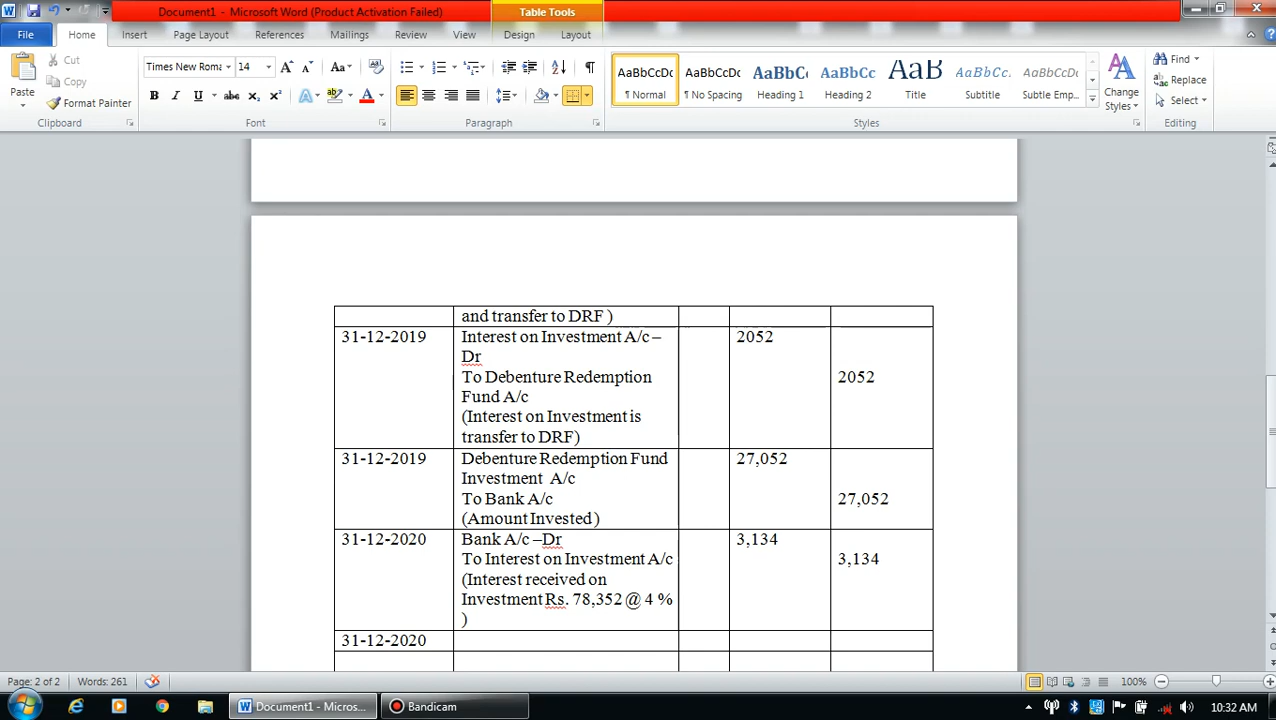 Document1 - Microsoft Word (Product Activation Failed)
Table Tools
File Home Insert Page Layout References Mailings Review View Design Layout
Paste
Cut
Copy
Format Painter
Clipboard
Times New Roma 14
Font
Paragraph
AaBbCcDc AaBbCcDc AaBbCc AaBbCc AaB AaBbCc. AaBbCcDc
¶ Normal ¶ No Spacing Heading 1 Heading 2 Title Subtitle Subtle Emp...
Styles
Change Styles
Find
Replace
Select
Editing
and transfer to DRF )
31-12-2019 Interest on Investment A/c – 2052
Dr
To Debenture Redemption 2052
Fund A/c
(Interest on Investment is
transfer to DRF)
31-12-2019 Debenture Redemption Fund 27,052
Investment A/c
To Bank A/c 27,052
(Amount Invested )
31-12-2020 Bank A/c –Dr 3,134
To Interest on Investment A/c 3,134
(Interest received on
Investment Rs. 78,352 @ 4 %
)
31-12-2020
Page: 2 of 2 Words: 261 100%
Document1 - Micros... Bandicam 10:32 AM